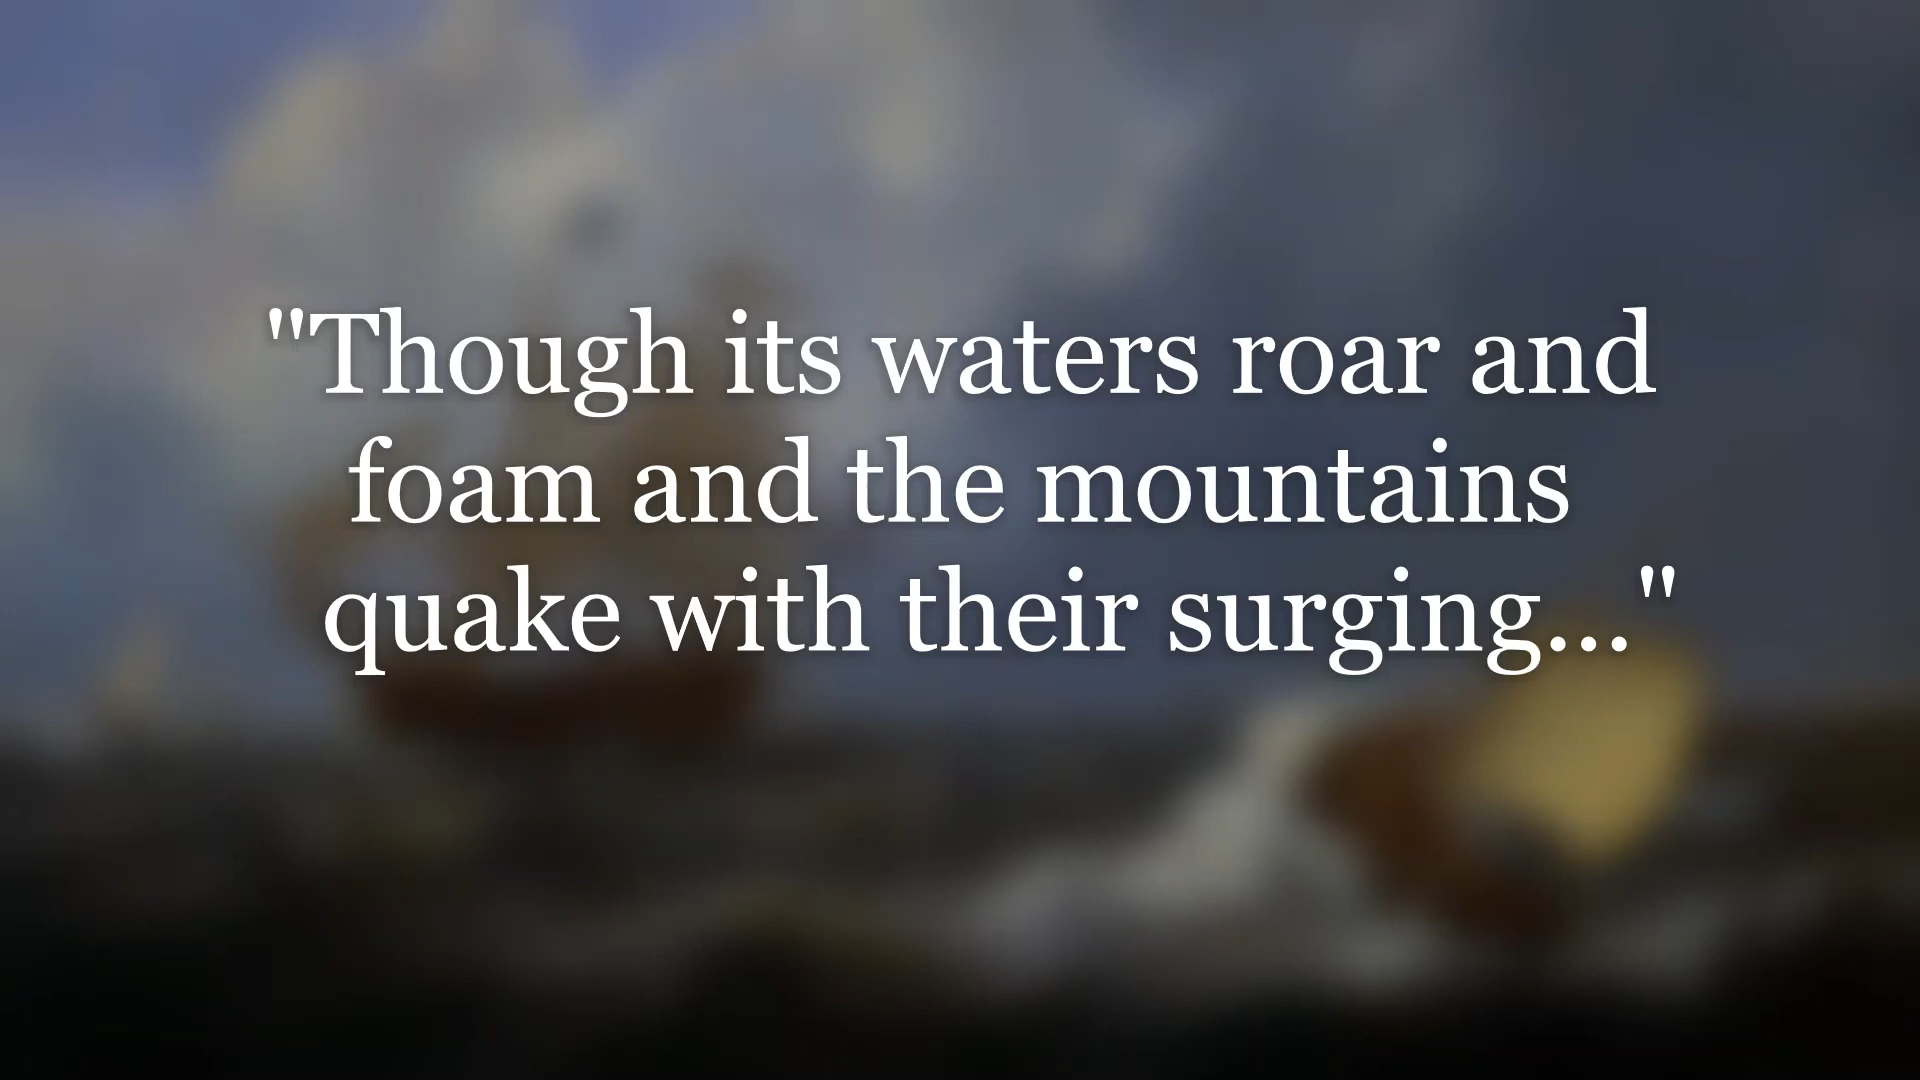 "Though its waters roar and
foam and the mountains
quake with their surging..."